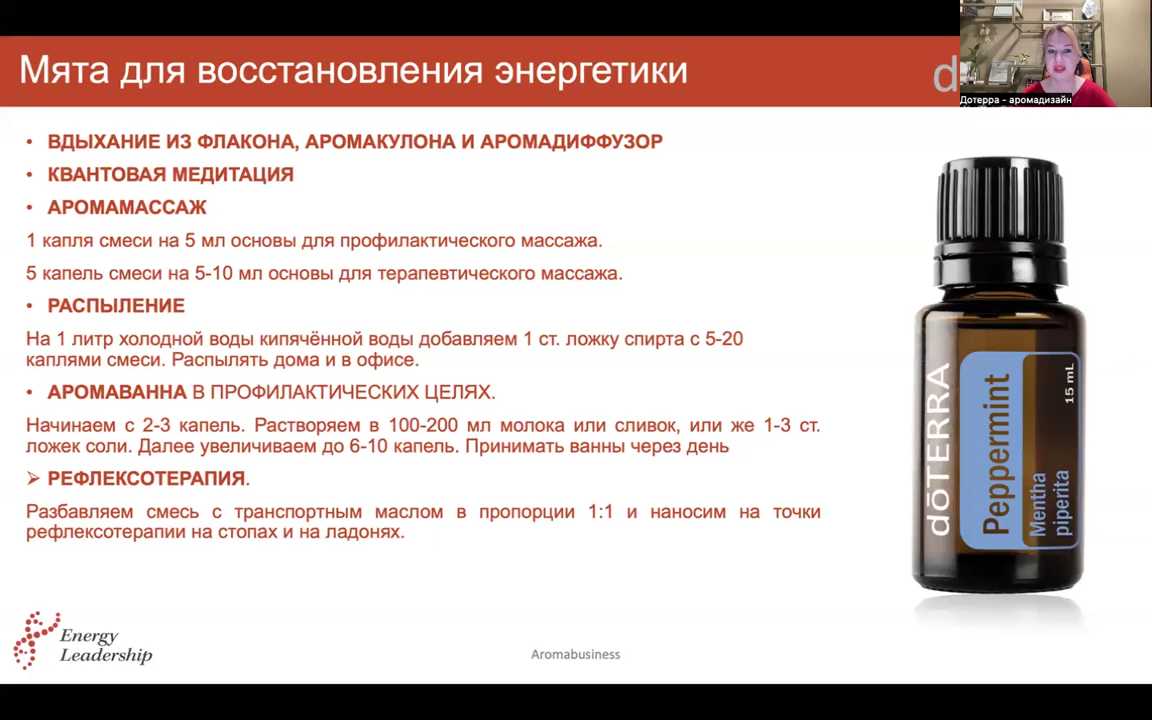 Мята для восстановления энергетики
d
Дотерра - аромадизайн
• ВДЫХАНИЕ ИЗ ФЛАКОНА, АРОМАКУЛОНА И АРОМАДИФФУЗОР
• КВАНТОВАЯ МЕДИТАЦИЯ
• АРОМАМАССАЖ
1 капля смеси на 5 мл основы для профилактического массажа.
5 капель смеси на 5-10 мл основы для терапевтического массажа.
• РАСПЫЛЕНИЕ
На 1 литр холодной воды кипячённой воды добавляем 1 ст. ложку спирта с 5-20
каплями смеси. Распылять дома и в офисе.
• АРОМАВАННА В ПРОФИЛАКТИЧЕСКИХ ЦЕЛЯХ.
Начинаем с 2-3 капель. Растворяем в 100-200 мл молока или сливок, или же 1-3 ст.
ложек соли. Далее увеличиваем до 6-10 капель. Принимать ванны через день
➢ РЕФЛЕКСОТЕРАПИЯ.
Разбавляем смесь с транспортным маслом в пропорции 1:1 и наносим на точки
рефлексотерапии на стопах и на ладонях.
dōTERRA
Peppermint
Mentha
piperita
15 mL
Energy
Leadership
Aromabusiness